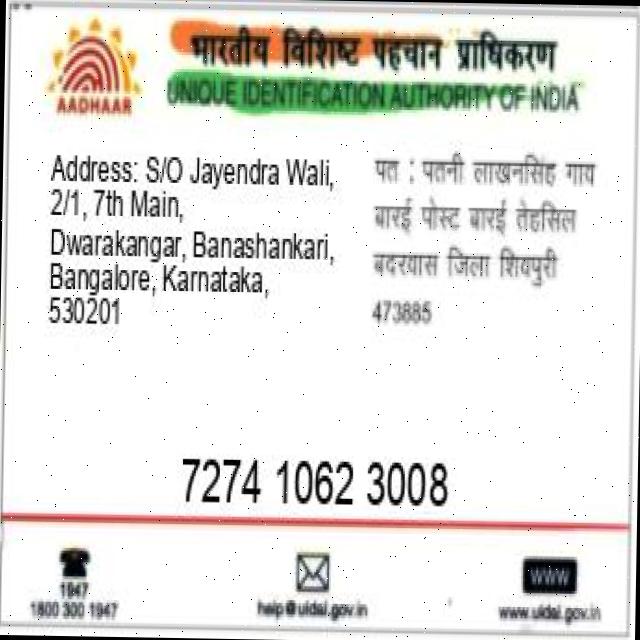 भारतीय विशिष्ट पहचान प्राधिकरण
AADHAAR
UNIQUE IDENTIFICATION AUTHORITY OF INDIA
Address: S/O Jayendra Wali,
2/1, 7th Main,
Dwarakangar, Banashankari,
Bangalore, Karnataka,
530201
पत : पतनी लाखनसिंह गाय
बारई पोस्ट बारई तेहसिल
बदरवास जिला शिवपुरी
473885
7274 1062 3008
1947
1800 300 1947
help@uidai.gov.in
www
www.uidai.gov.in